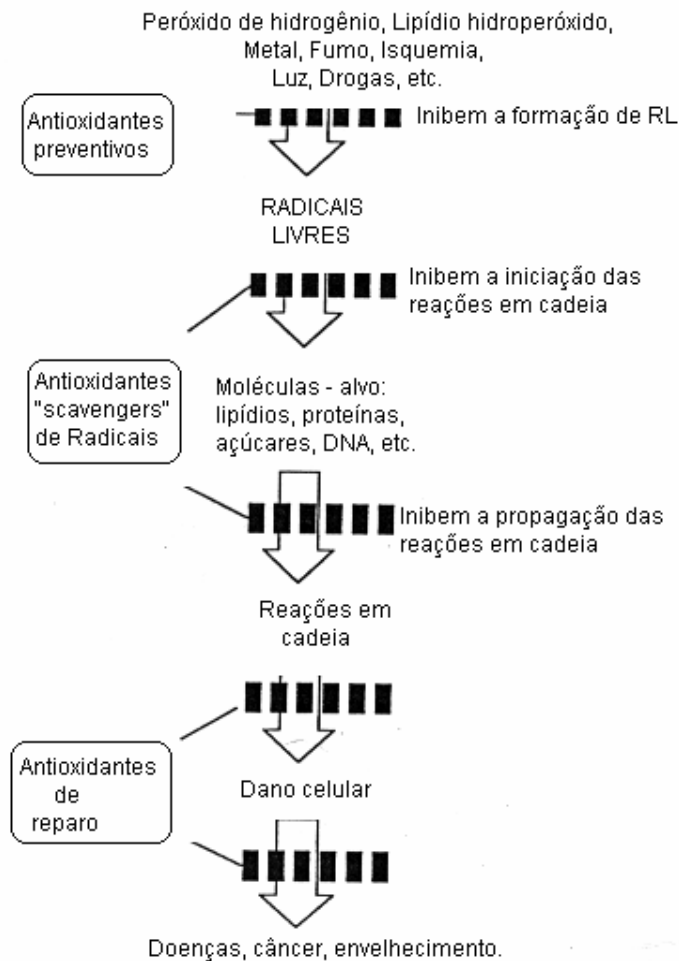 Peróxido de hidrogênio, Lipídio hidroperóxido,
Metal, Fumo, Isquemia,
Luz, Drogas, etc.
Antioxidantes
preventivos
Inibem a formação de RL
RADICAIS
LIVRES
Inibem a iniciação das
reações em cadeia
Antioxidantes
"scavengers"
de Radicais
Moléculas - alvo:
lipídios, proteínas,
açúcares, DNA, etc.
Inibem a propagação das
reações em cadeia
Reações em
cadeia
Antioxidantes
de
reparo
Dano celular
Doenças, câncer, envelhecimento.